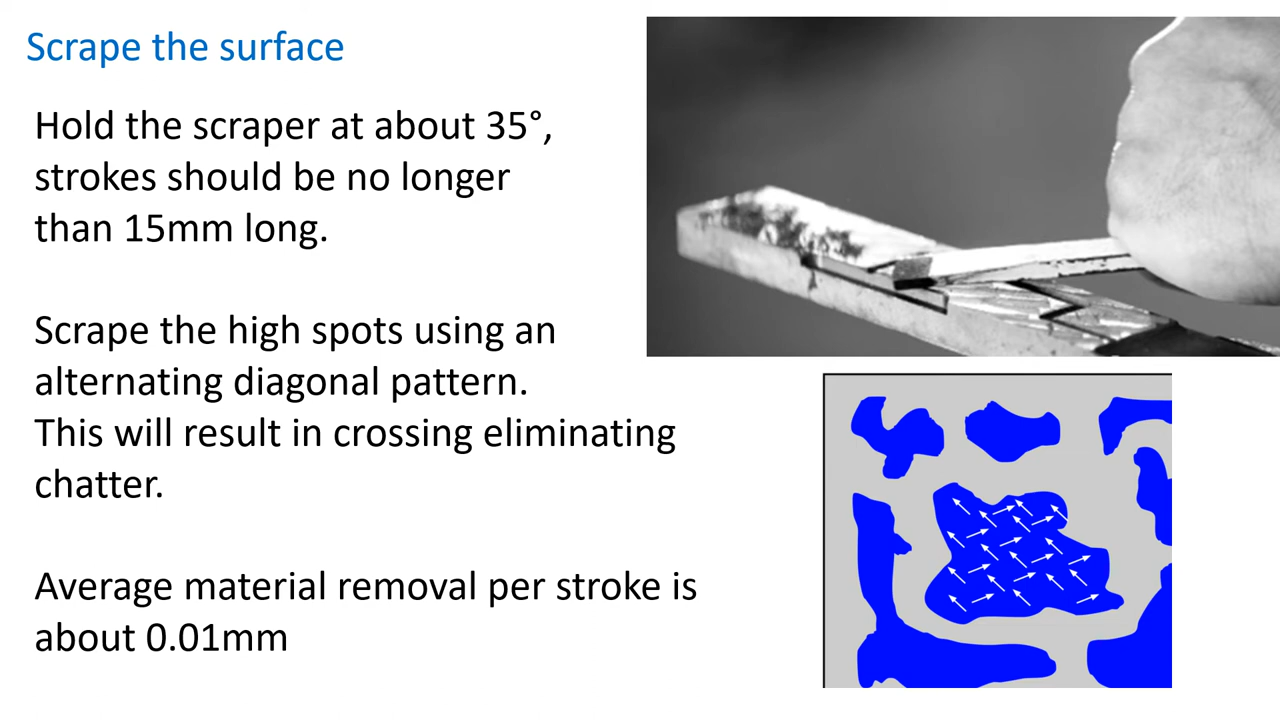 Scrape the surface
Hold the scraper at about 35°,
strokes should be no longer
than 15mm long.
Scrape the high spots using an
alternating diagonal pattern.
This will result in crossing eliminating
chatter.
Average material removal per stroke is
about 0.01mm